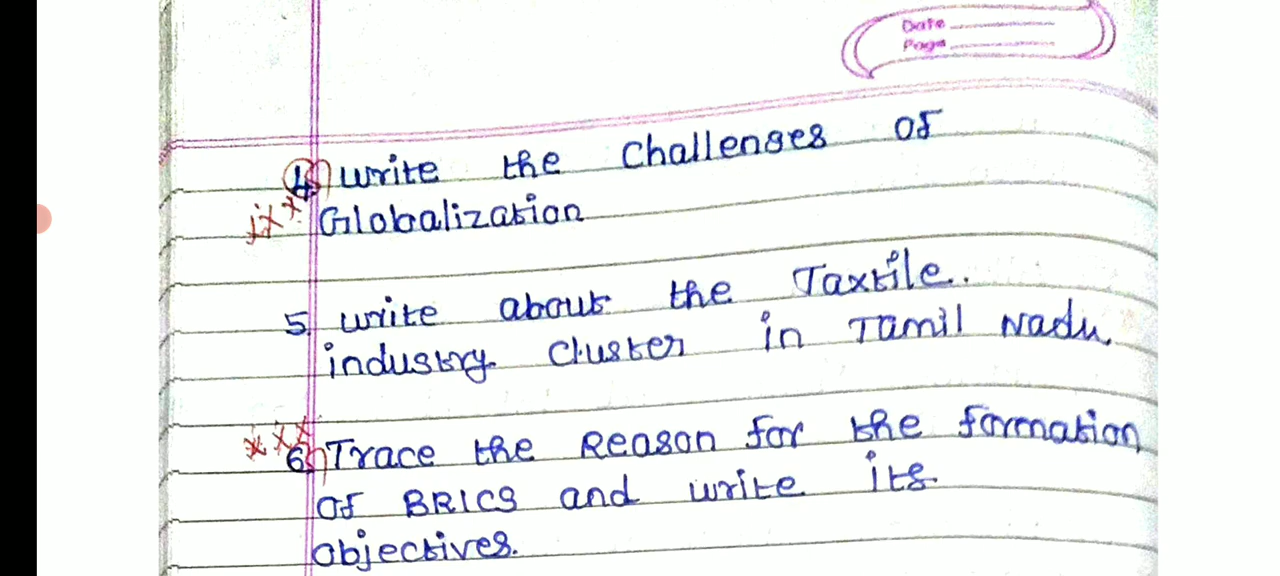 Date
Page
4) Write the Challenges of
Globalization
5. Write about the Taxtile.
industry. Cluster in Tamil Nadu.
6) Trace the Reason for the formation
of BRICS and write its
objectives.